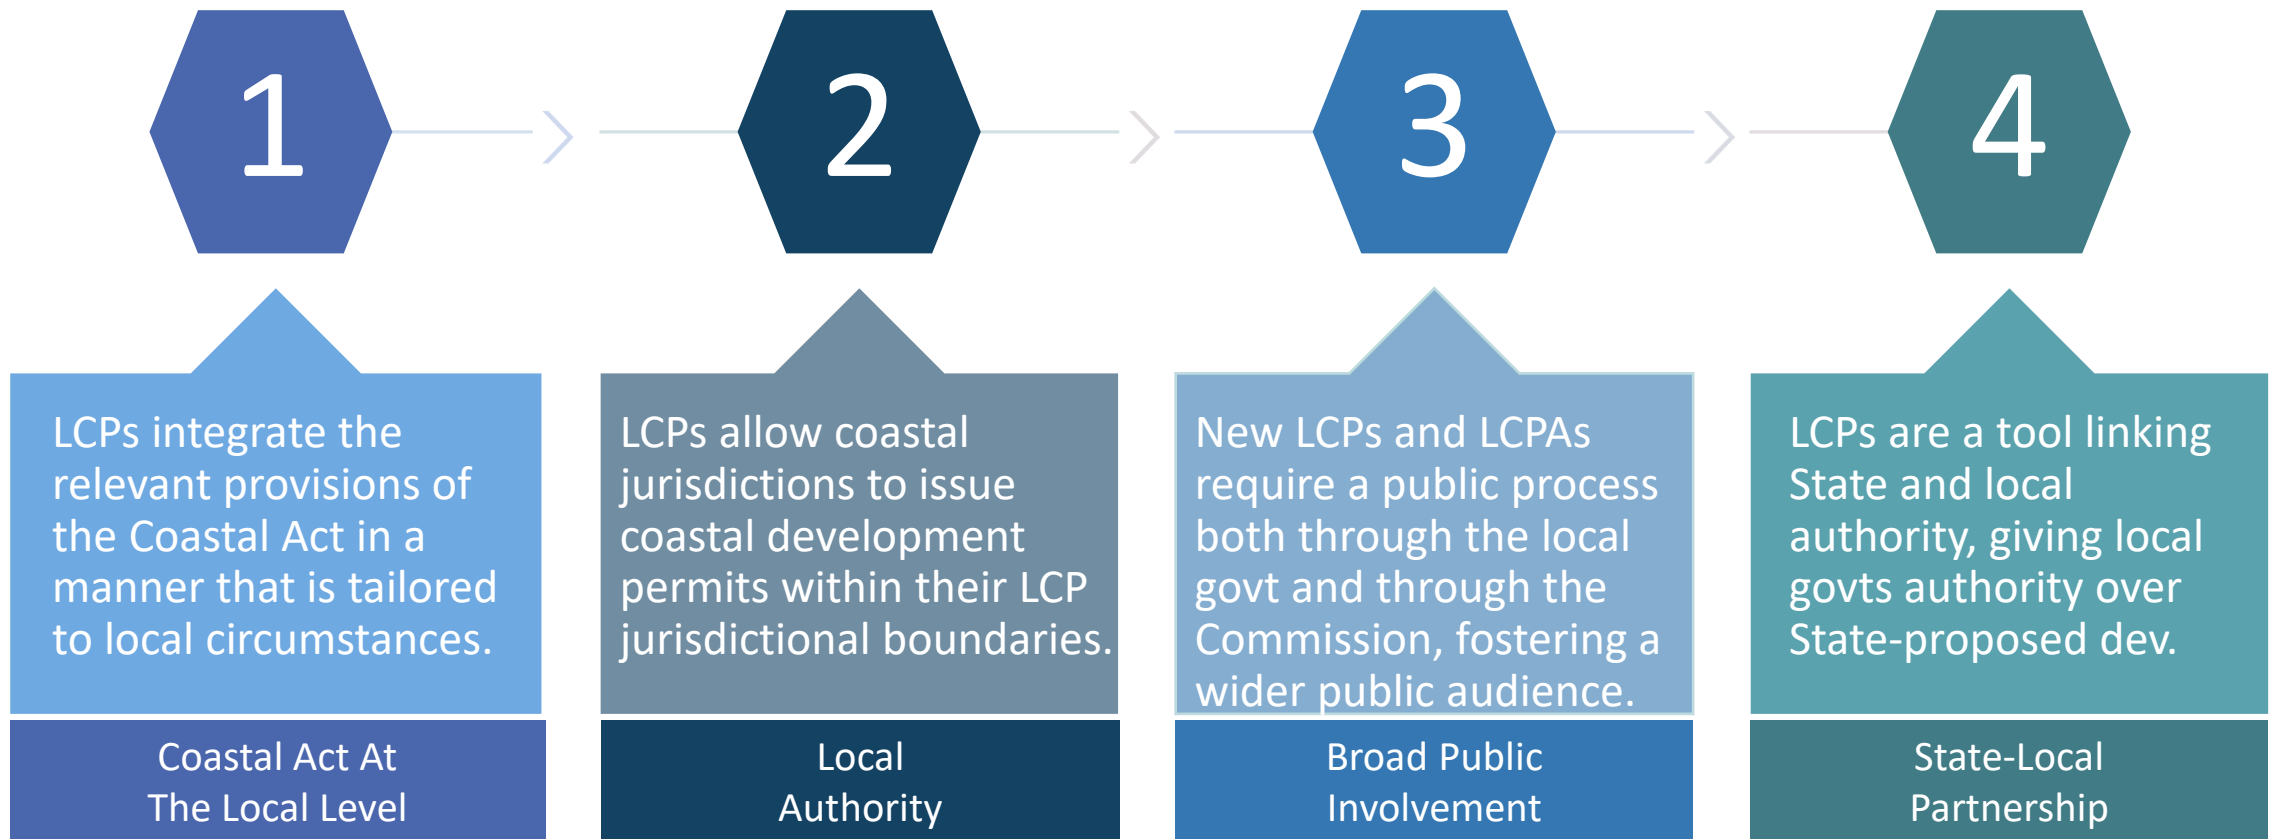 1
LCPs integrate the
relevant provisions of
the Coastal Act in a
manner that is tailored
to local circumstances.
Coastal Act At
The Local Level
2
LCPs allow coastal
jurisdictions to issue
coastal development
permits within their LCP
jurisdictional boundaries.
Local
Authority
3
New LCPs and LCPAs
require a public process
both through the local
govt and through the
Commission, fostering a
wider public audience.
Broad Public
Involvement
4
LCPs are a tool linking
State and local
authority, giving local
govts authority over
State-proposed dev.
State-Local
Partnership